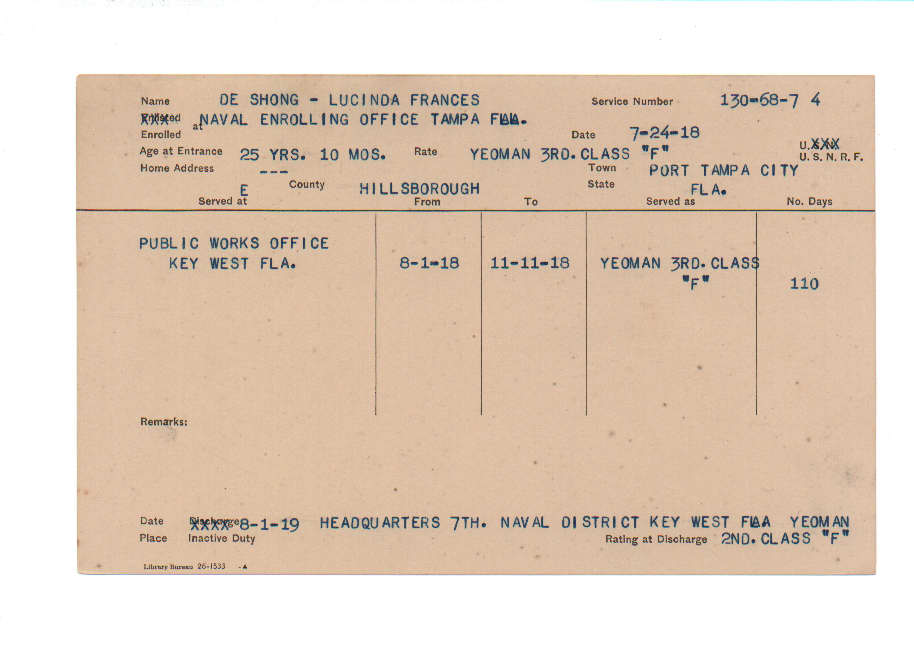 Name DE SHONG - LUCINDA FRANCES Service Number 130-68-7 4
Enlisted XXX at NAVAL ENROLLING OFFICE TAMPA FLA.
Enrolled Date 7-24-18
Age at Entrance 25 YRS. 10 MOS. Rate YEOMAN 3RD. CLASS "F" U. XXX
U. S. N. R. F.
Home Address --- Town PORT TAMPA CITY
E County HILLSBOROUGH State FLA.
Served at From To Served as No. Days
PUBLIC WORKS OFFICE
KEY WEST FLA. 8-1-18 11-11-18 YEOMAN 3RD. CLASS
"F" 110
Remarks:
Date Discharge XXXX 8-1-19 HEADQUARTERS 7TH. NAVAL DISTRICT KEY WEST FLA YEOMAN
Place Inactive Duty Rating at Discharge 2ND. CLASS "F"
Library Bureau 26-1533 -A